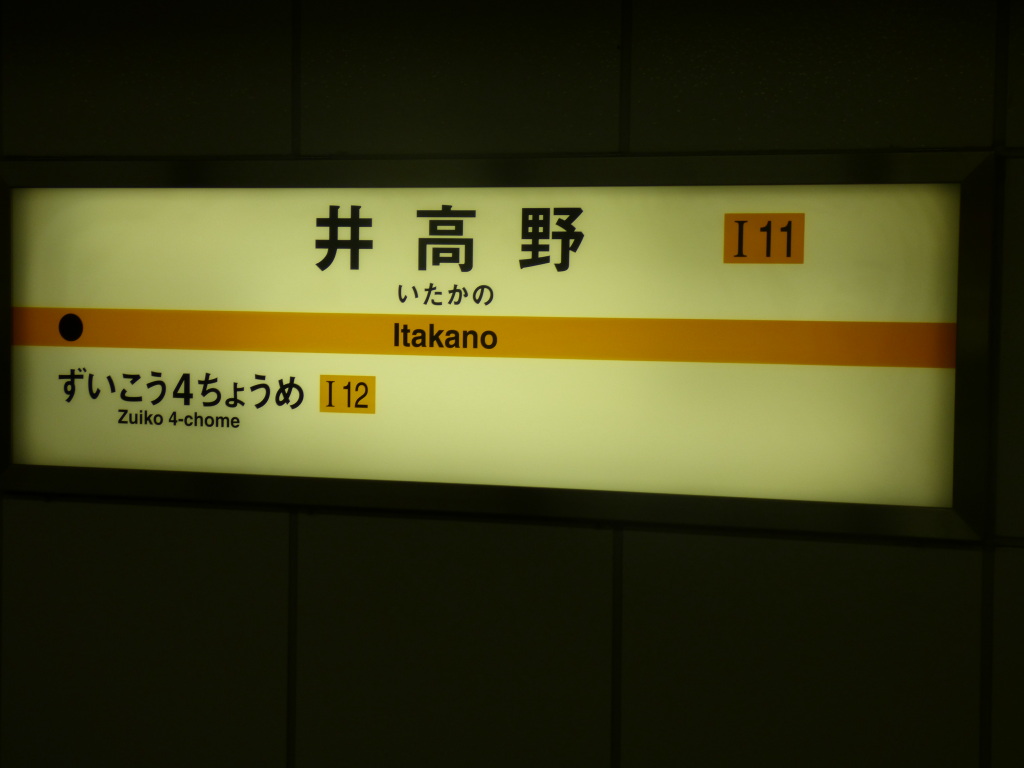 井高野
I11
いたかの
Itakano
ずいこう4ちょうめ
I12
Zuiko 4-chome